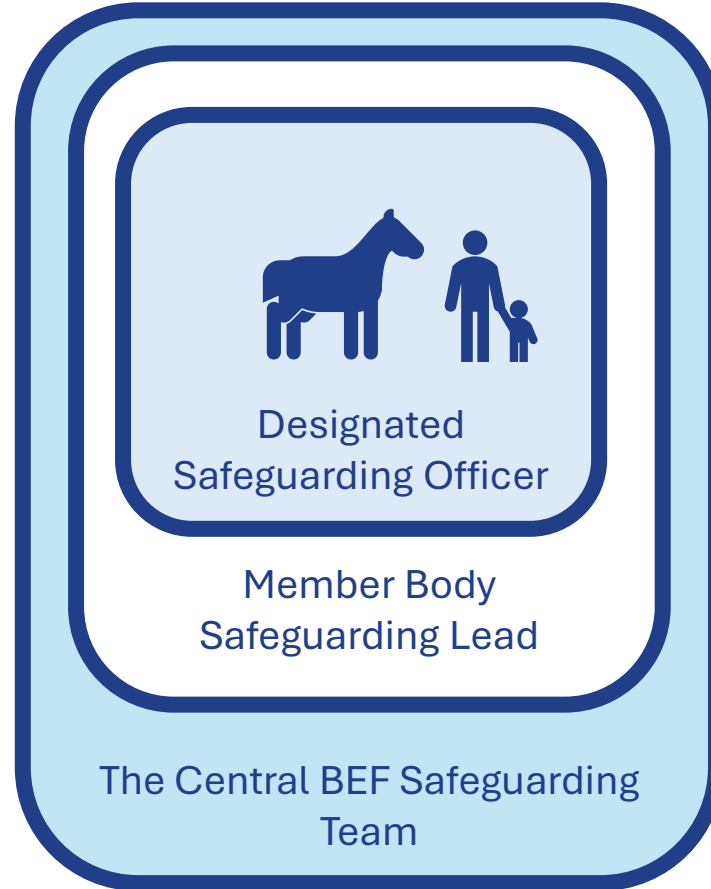 Designated
Safeguarding Officer
Member Body
Safeguarding Lead
The Central BEF Safeguarding
Team